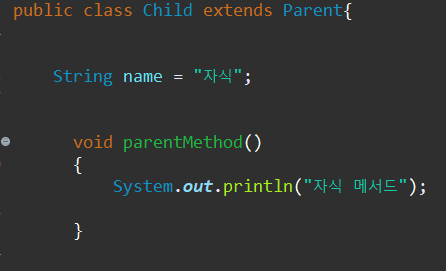 public class Child extends Parent{
String name = "자식";
void parentMethod()
{
System.out.println("자식 메서드");
}